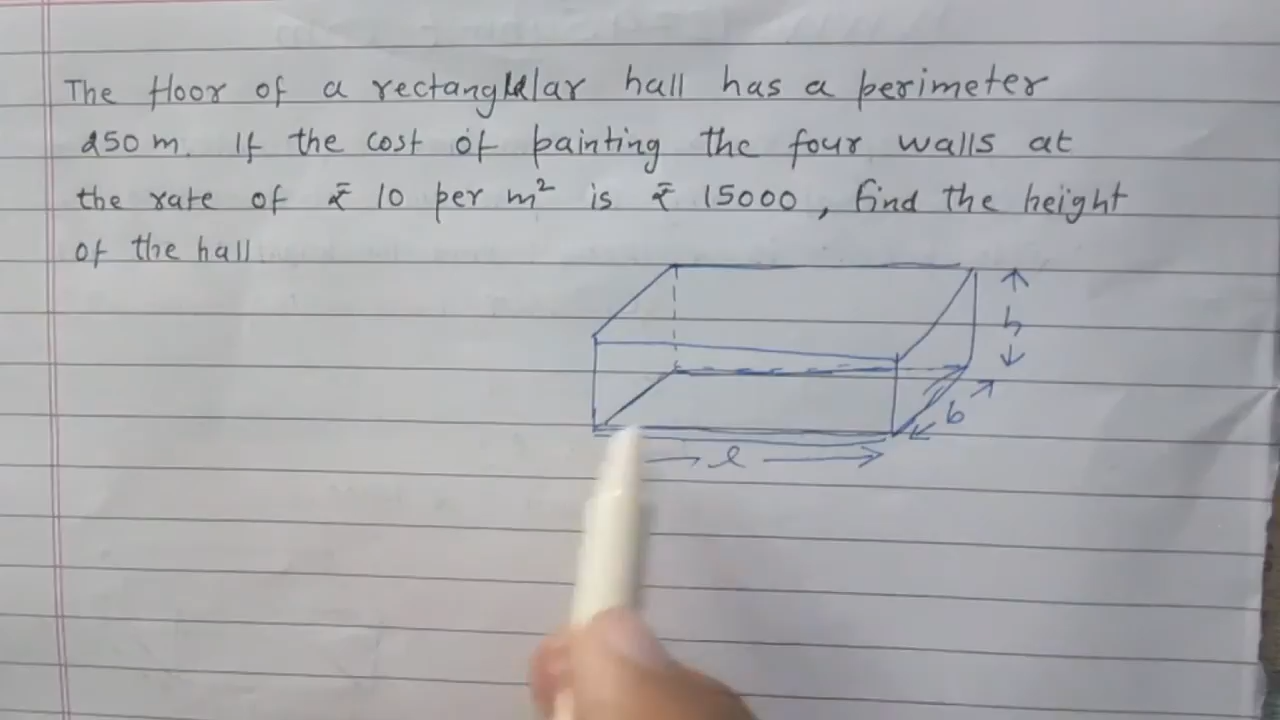 The floor of a rectangular hall has a perimeter
250 m. If the cost of painting the four walls at
the rate of ₹ 10 per m² is ₹ 15000, find the height
of the hall
h
b
l